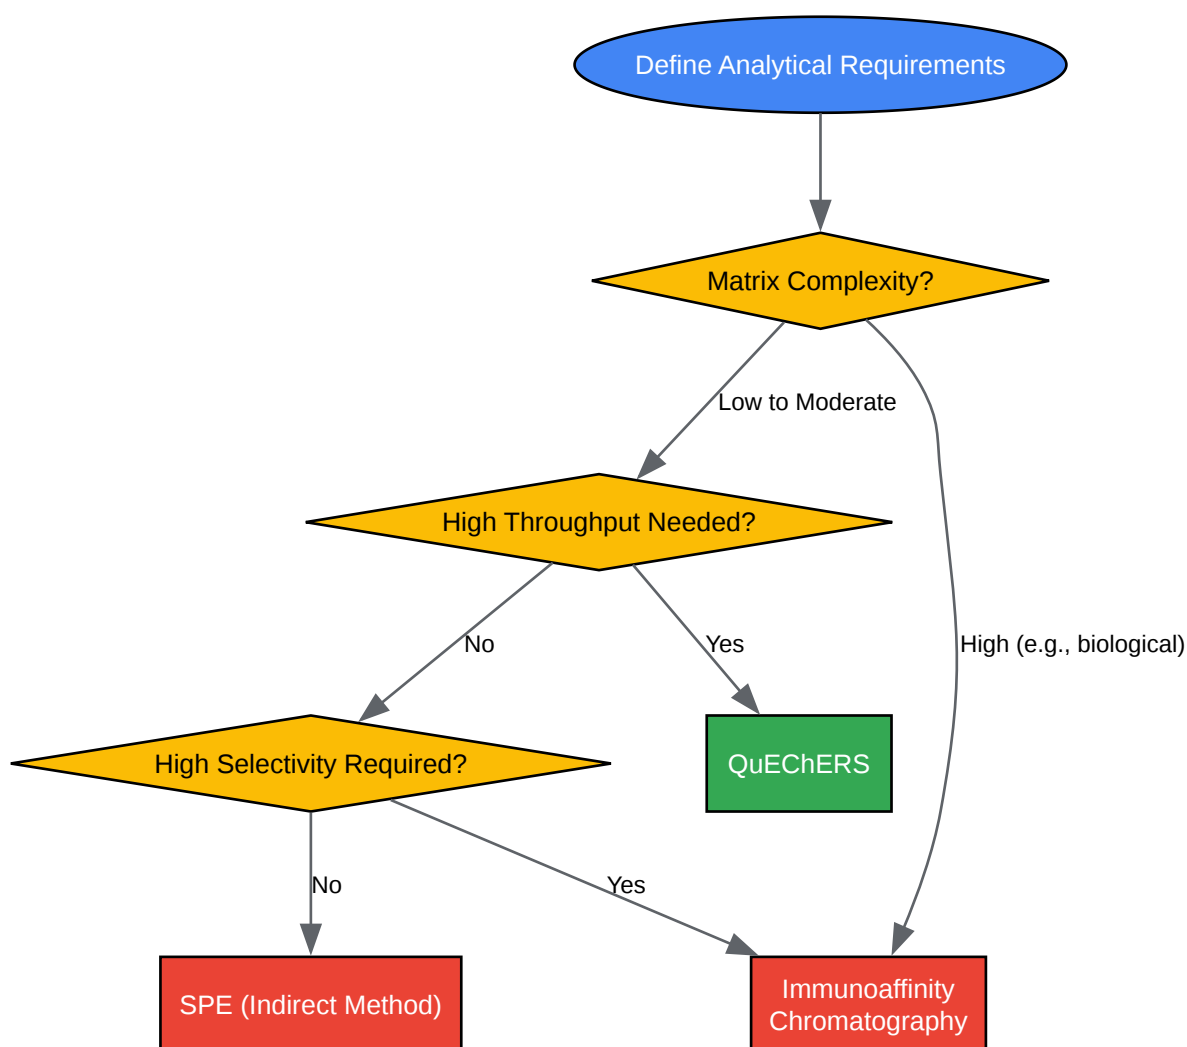 Define Analytical Requirements
Matrix Complexity?
Low to Moderate
High Throughput Needed?
No
Yes
High (e.g., biological)
High Selectivity Required?
QuEChERS
No
Yes
SPE (Indirect Method)
Immunoaffinity
Chromatography